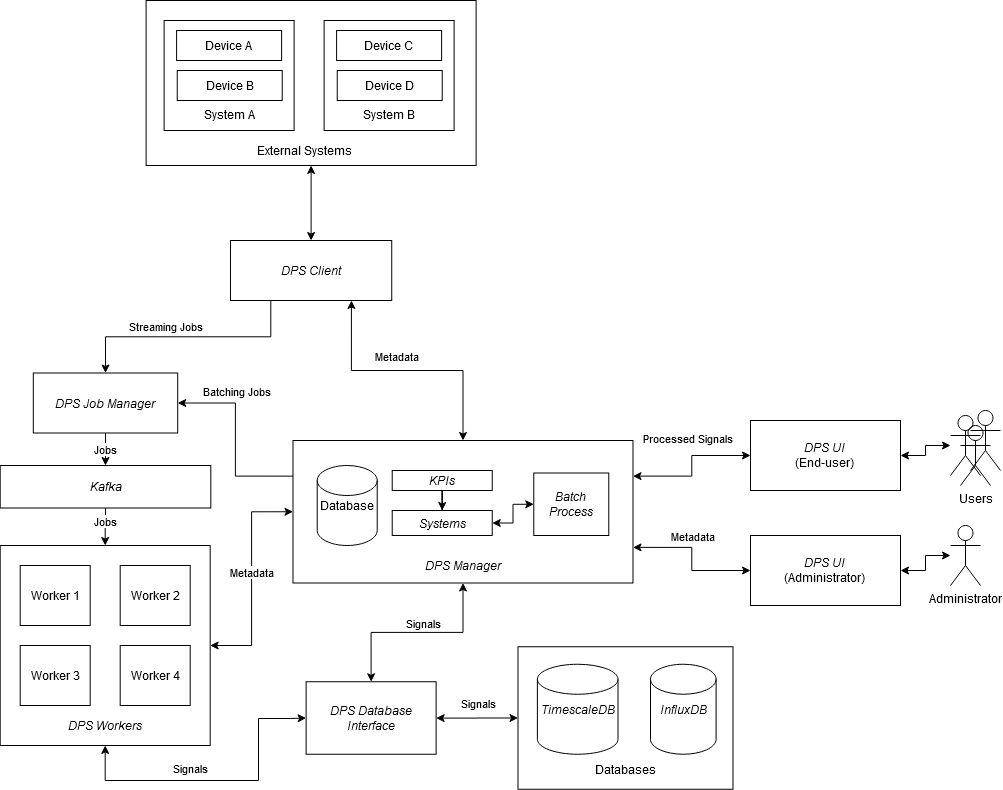 Device A
Device C
Device B
Device D
System A
System B
External Systems
DPS Client
Streaming Jobs
Metadata
DPS Job Manager
Batching Jobs
Jobs
Kafka
Jobs
Worker 1
Worker 2
Worker 3
Worker 4
DPS Workers
Metadata
Database
KPIs
Systems
Batch
Process
DPS Manager
Processed Signals
DPS UI
(End-user)
Users
Metadata
DPS UI
(Administrator)
Administrator
Signals
DPS Database
Interface
Signals
TimescaleDB
InfluxDB
Databases
Signals